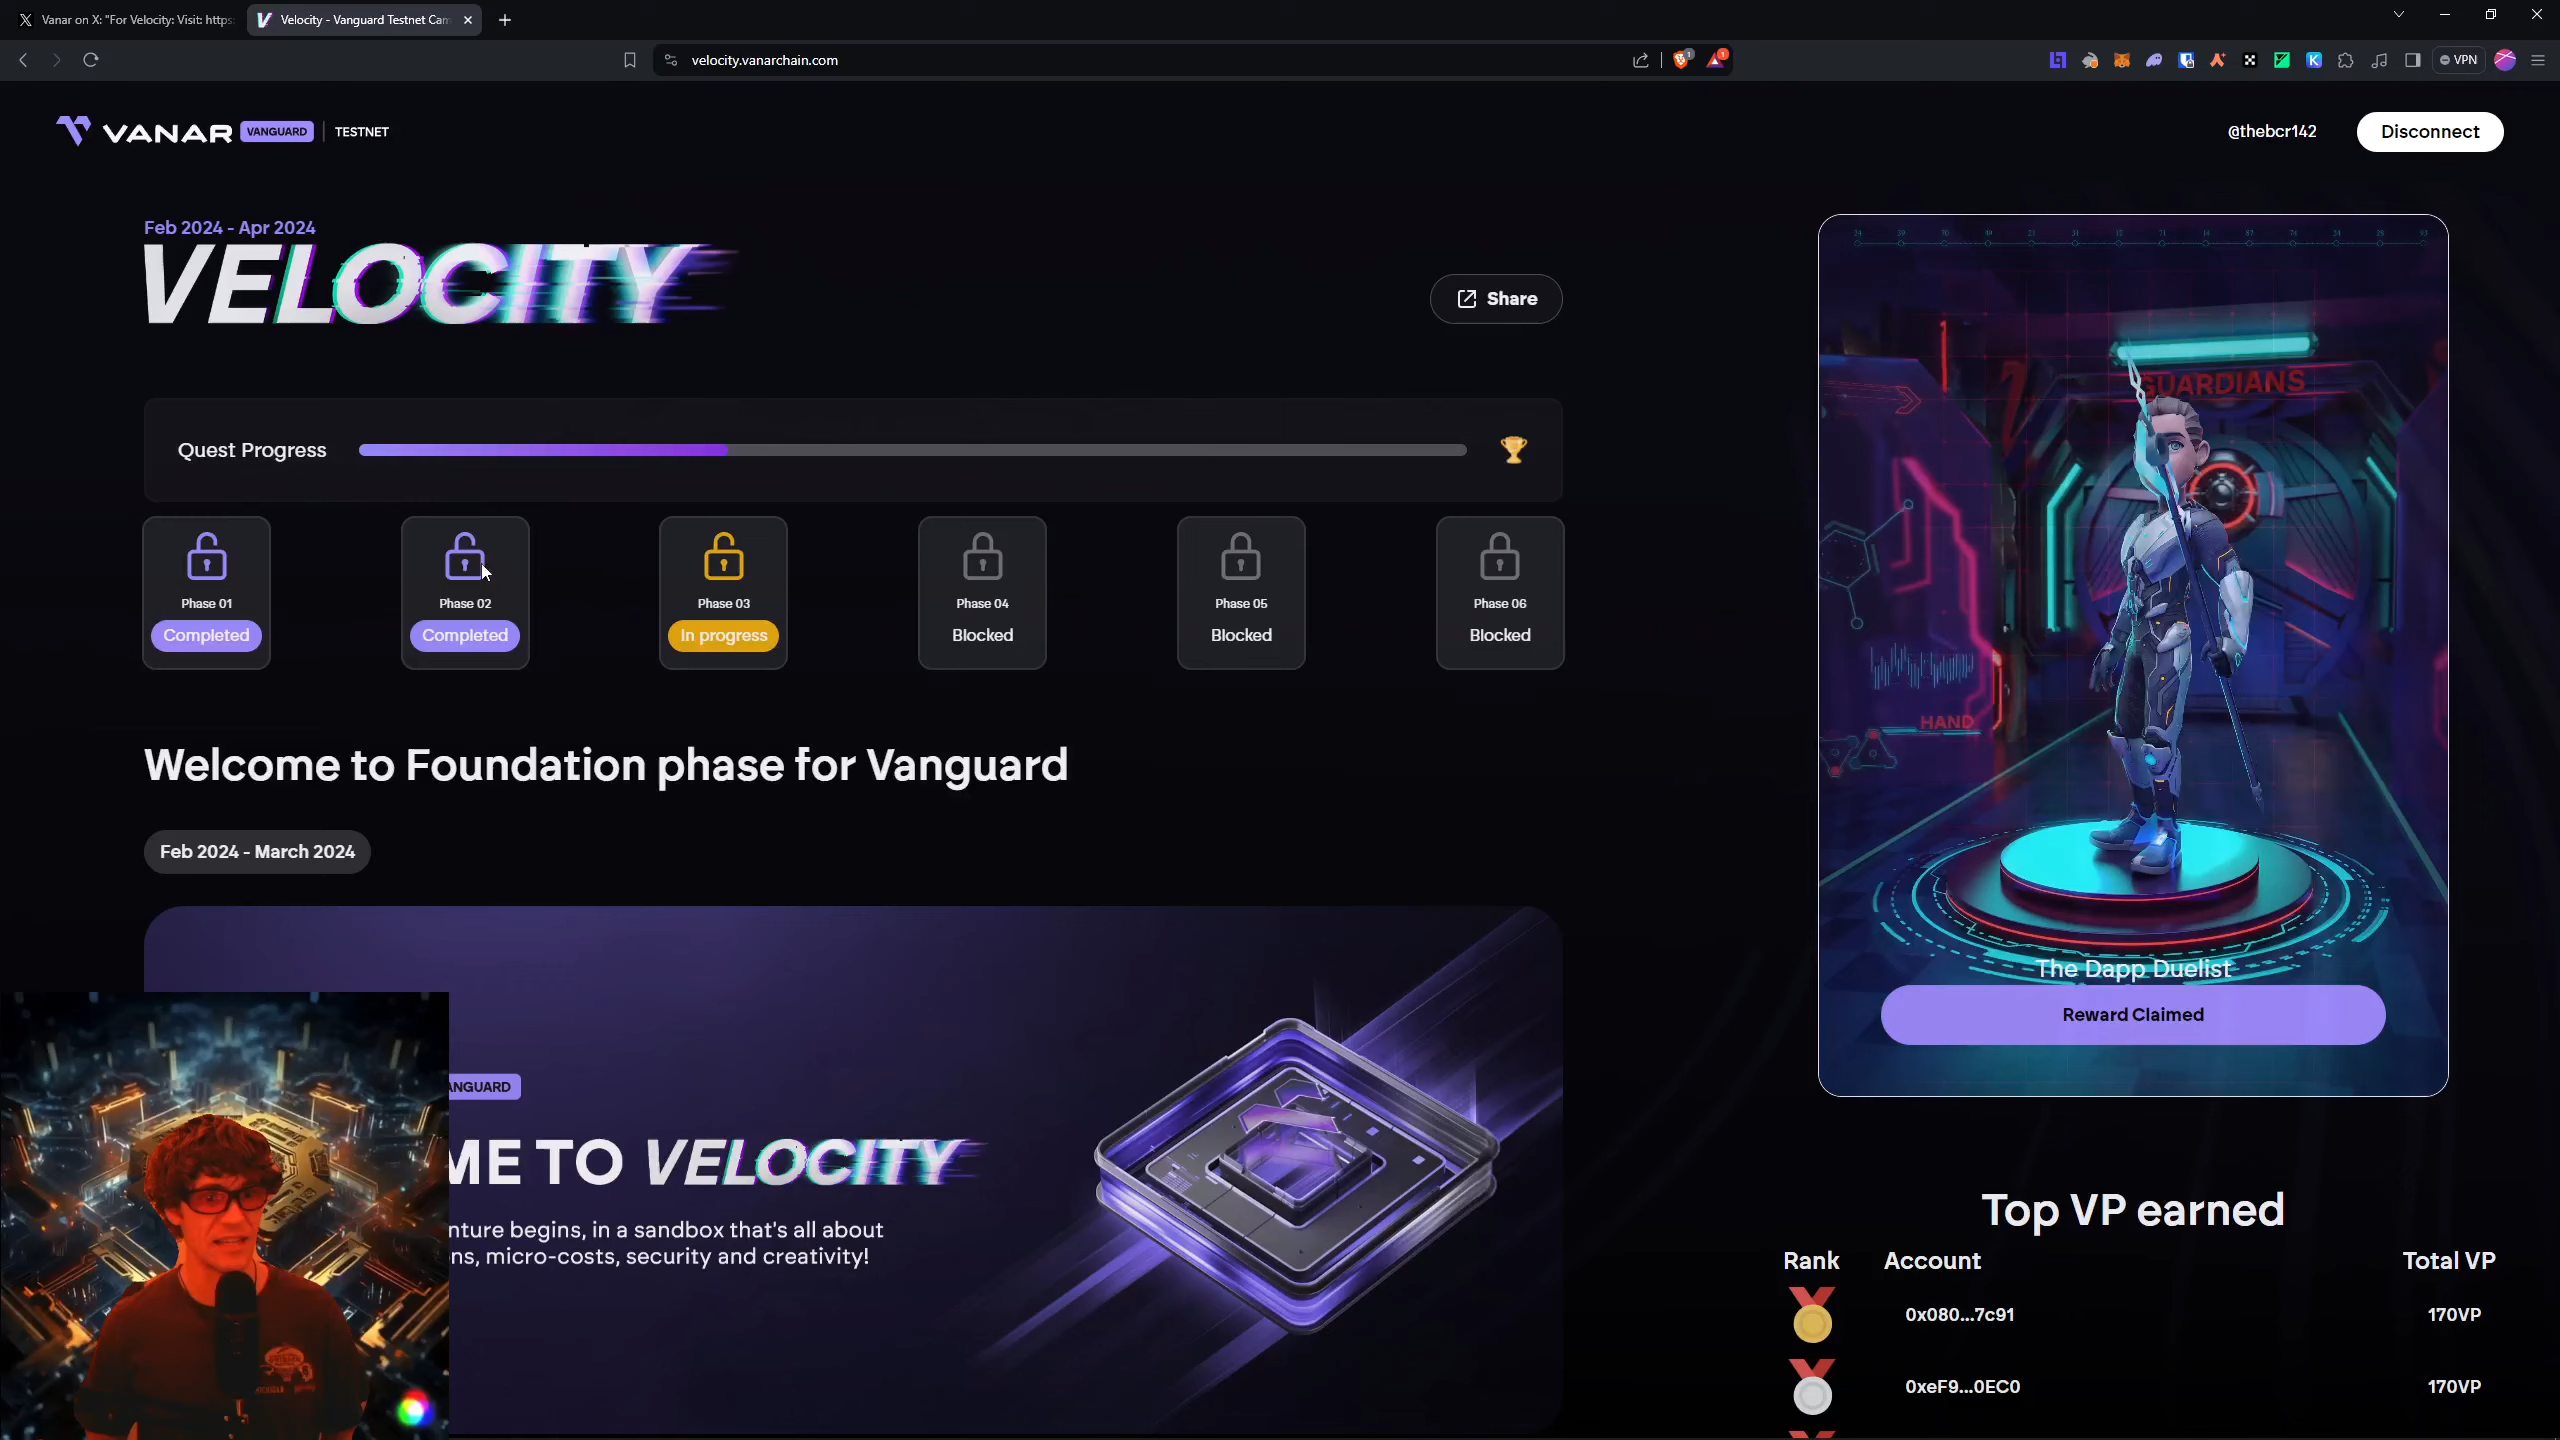 Vanar on X: "For Velocity: Visit: https:
Velocity - Vanguard Testnet Cam
velocity.vanarchain.com
VPN
VANAR VANGUARD TESTNET
@thebcr142
Disconnect
Feb 2024 - Apr 2024
VELOCITY
Share
Quest Progress
Phase 01
Completed
Phase 02
Completed
Phase 03
In progress
Phase 04
Blocked
Phase 05
Blocked
Phase 06
Blocked
Welcome to Foundation phase for Vanguard
Feb 2024 - March 2024
ANGUARD
ME TO VELOCITY
nture begins, in a sandbox that's all about
ns, micro-costs, security and creativity!
GUARDIANS
HAND
The Dapp Duelist
Reward Claimed
Top VP earned
Rank Account Total VP
0x080...7c91 170VP
0xeF9...0EC0 170VP